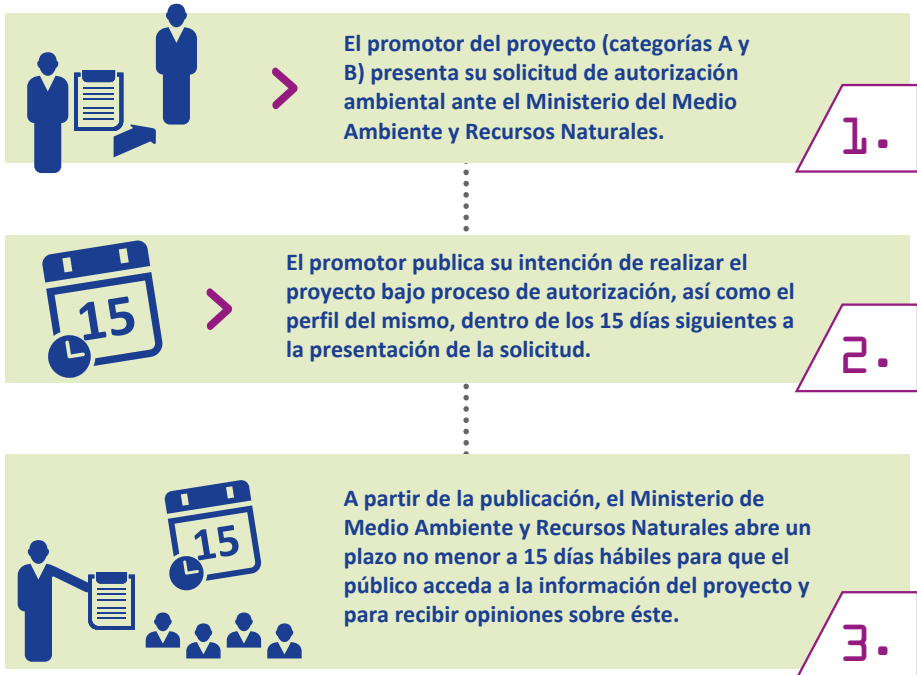 El promotor del proyecto (categorías A y
B) presenta su solicitud de autorización
ambiental ante el Ministerio del Medio
Ambiente y Recursos Naturales.
1.
15
El promotor publica su intención de realizar el
proyecto bajo proceso de autorización, así como el
perfil del mismo, dentro de los 15 días siguientes a
la presentación de la solicitud.
2.
15
A partir de la publicación, el Ministerio de
Medio Ambiente y Recursos Naturales abre un
plazo no menor a 15 días hábiles para que el
público acceda a la información del proyecto y
para recibir opiniones sobre éste.
3.